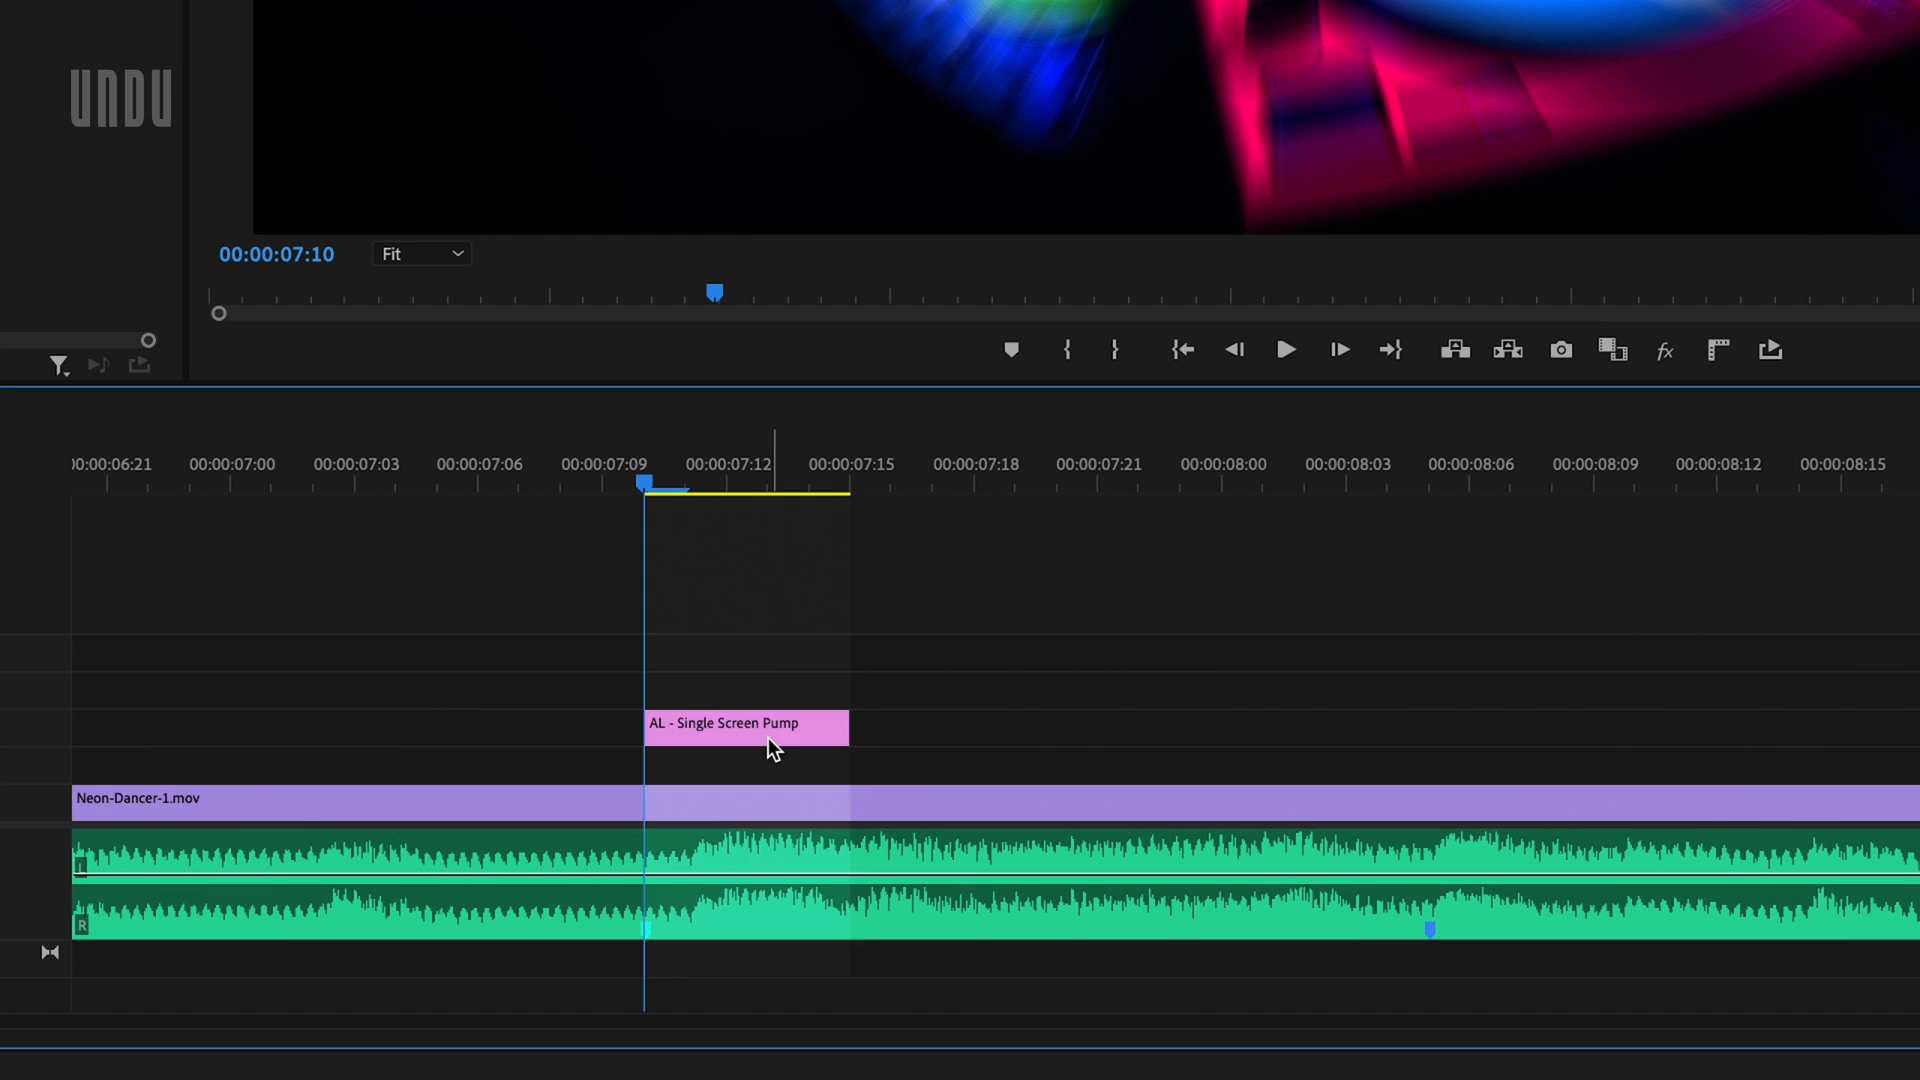 UNDU
00:00:07:10 Fit
00:00:06:21 00:00:07:00 00:00:07:03 00:00:07:06 00:00:07:09 00:00:07:12 00:00:07:15 00:00:07:18 00:00:07:21 00:00:08:00 00:00:08:03 00:00:08:06 00:00:08:09 00:00:08:12 00:00:08:15
AL - Single Screen Pump
Neon-Dancer-1.mov
L
R